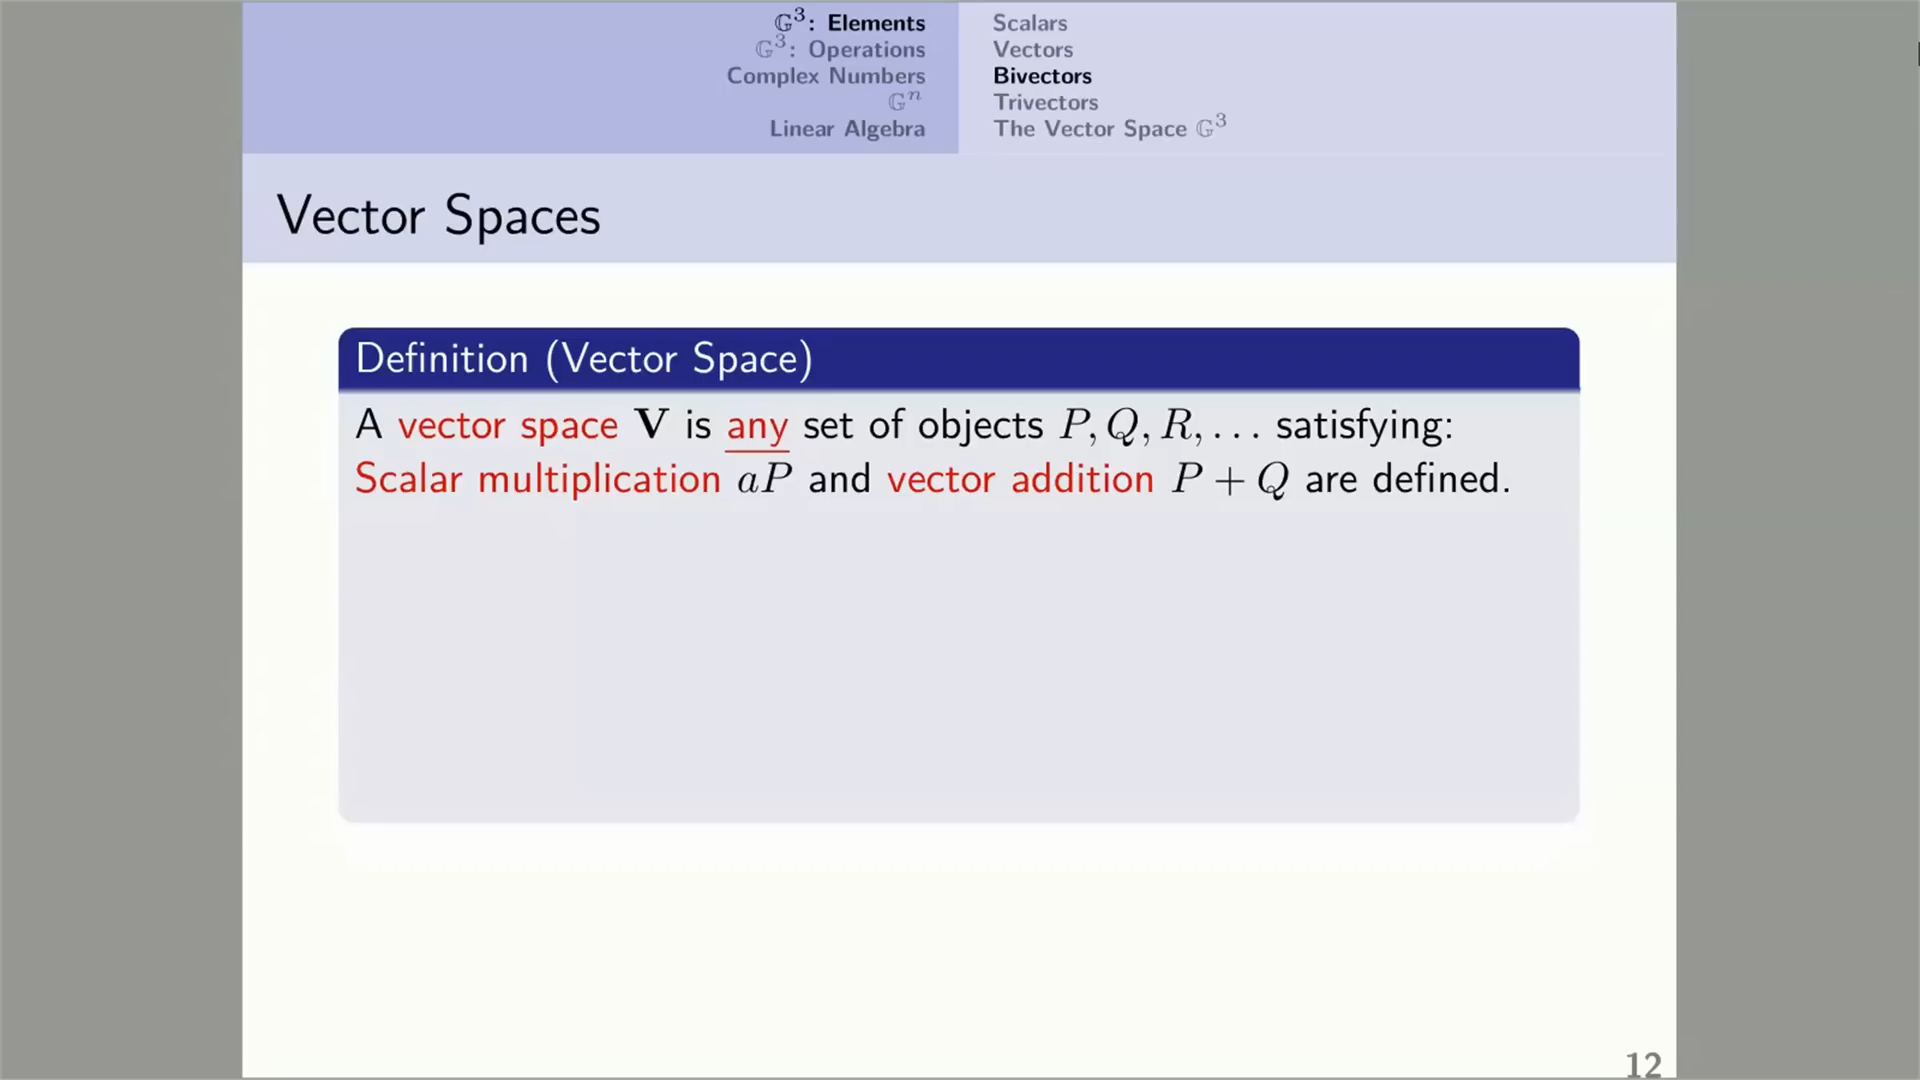 𝔾³: Elements
𝔾³: Operations
Complex Numbers
𝔾ⁿ
Linear Algebra
Scalars
Vectors
Bivectors
Trivectors
The Vector Space 𝔾³
Vector Spaces
Definition (Vector Space)
A vector space V is any set of objects P, Q, R, . . . satisfying:
Scalar multiplication aP and vector addition P + Q are defined.
12